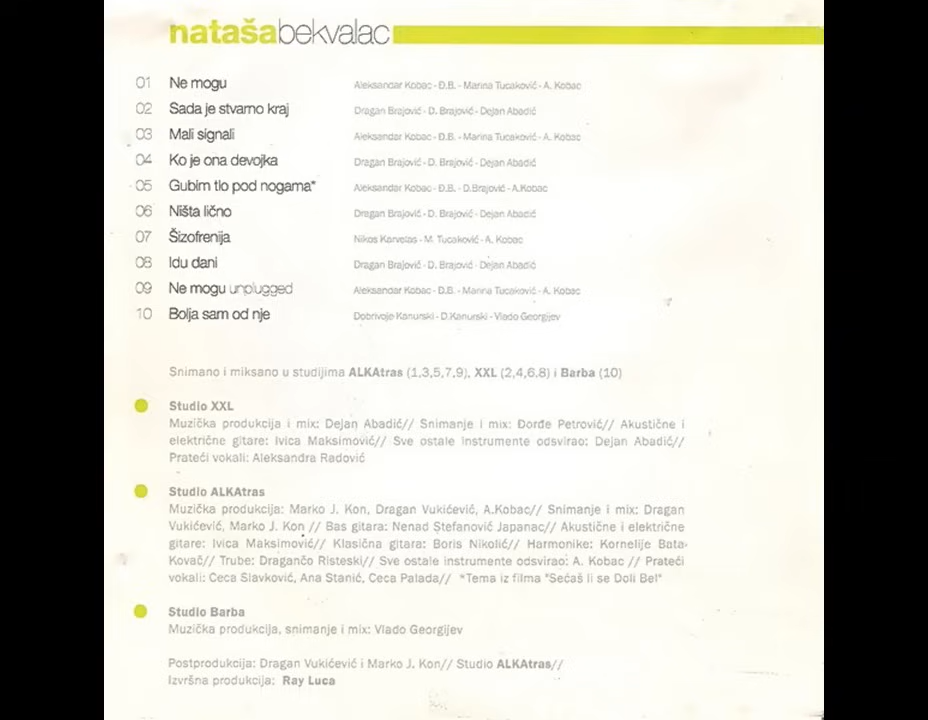 natašabekvalac
01 Ne mogu Aleksandar Kobac - D.B. - Marina Tucaković - A. Kobac
02 Sada je stvarno kraj Dragan Brajović - D. Brajović - Dejan Abadić
03 Mali signali Aleksandar Kobac - D.B. - Marina Tucaković - A. Kobac
04 Ko je ona devojka Dragan Brajović - D. Brajović - Dejan Abadić
05 Gubim tlo pod nogama* Aleksandar Kobac - D.B. - D.Brajović - A.Kobac
06 Ništa lično Dragan Brajović - D. Brajović - Dejan Abadić
07 Šizofrenija Nikos Karvelas - M. Tucaković - A. Kobac
08 Idu dani Dragan Brajović - D. Brajović - Dejan Abadić
09 Ne mogu unplugged Aleksandar Kobac - D.B. - Marina Tucaković - A. Kobac
10 Bolja sam od nje Dobrivoje Kanurski - D.Kanurski - Vlado Georgijev
Snimano i miksano u studijima ALKAtras (1,3,5,7,9), XXL (2,4,6,8) i Barba (10)
Studio XXL
Muzička produkcija i mix: Dejan Abadić// Snimanje i mix: Đorđe Petrović// Akustične i
električne gitare: Ivica Maksimović// Sve ostale instrumente odsvirao: Dejan Abadić//
Prateći vokali: Aleksandra Radović
Studio ALKAtras
Muzička produkcija: Marko J. Kon, Dragan Vukićević, A.Kobac// Snimanje i mix: Dragan
Vukićević, Marko J. Kon // Bas gitara: Nenad Stefanović Japanac// Akustične i električne
gitare: Ivica Maksimović// Klasična gitara: Boris Nikolić// Harmonike: Kornelije Bata-
Kovač// Trube: Dragančo Risteski// Sve ostale instrumente odsvirao: A. Kobac // Prateći
vokali: Ceca Slavković, Ana Stanić, Ceca Palada// *Tema iz filma "Sećaš li se Doli Bel"
Studio Barba
Muzička produkcija, snimanje i mix: Vlado Georgijev
Postprodukcija: Dragan Vukićević i Marko J. Kon// Studio ALKAtras//
Izvršna produkcija: Ray Luca